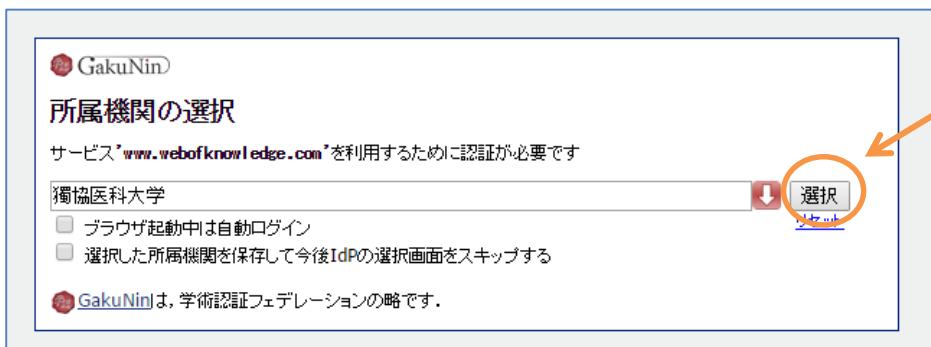 GakuNin
所属機関の選択
サービス'www.webofknowledge.com'を利用するために認証が必要です
獨協医科大学 選択
リセット
ブラウザ起動中は自動ログイン
選択した所属機関を保存して今後IdPの選択画面をスキップする
GakuNinは，学術認証フェデレーションの略です．